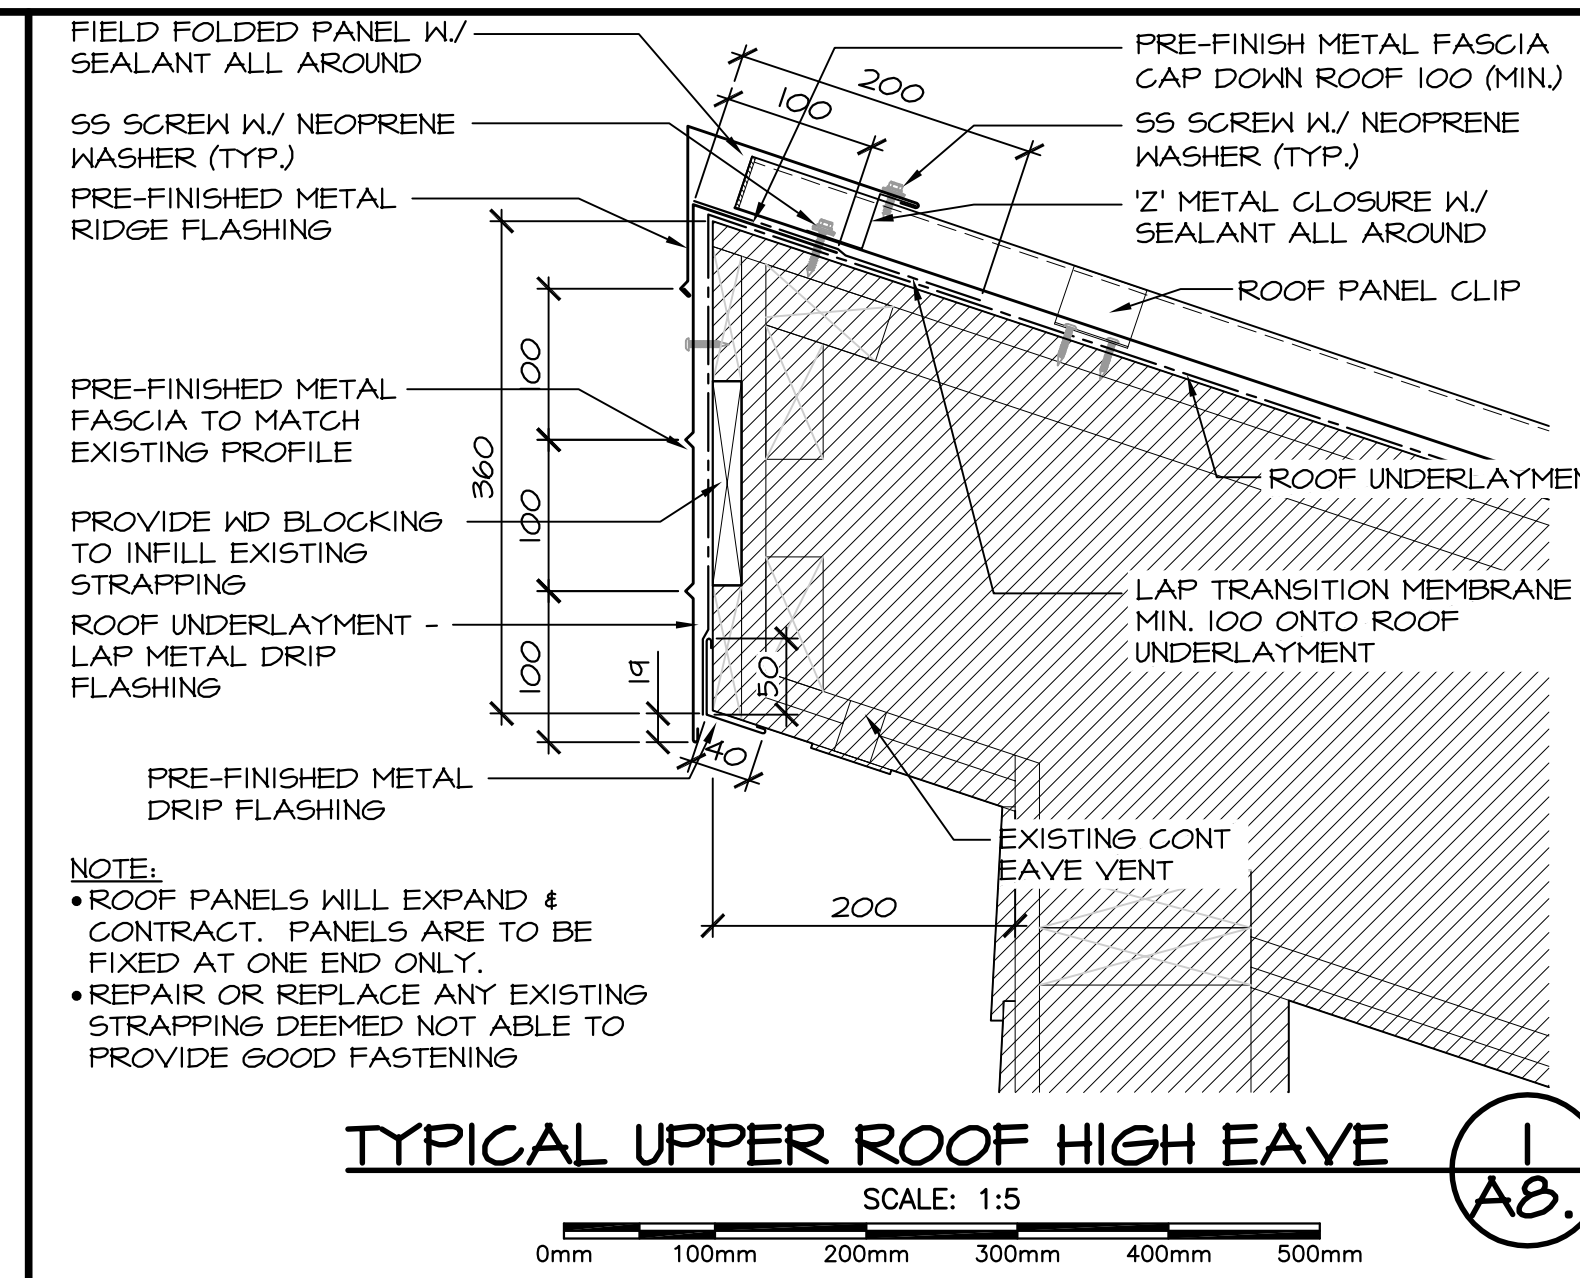 FIELD FOLDED PANEL W./
SEALANT ALL AROUND
SS SCREW W./ NEOPRENE
WASHER (TYP.)
PRE-FINISHED METAL
RIDGE FLASHING
PRE-FINISHED METAL
FASCIA TO MATCH
EXISTING PROFILE
PROVIDE WD BLOCKING
TO INFILL EXISTING
STRAPPING
ROOF UNDERLAYMENT -
LAP METAL DRIP
FLASHING
PRE-FINISHED METAL
DRIP FLASHING
200
100
360
100
100
100
19
50
40
200
PRE-FINISH METAL FASCIA
CAP DOWN ROOF 100 (MIN.)
SS SCREW W./ NEOPRENE
WASHER (TYP.)
'Z' METAL CLOSURE W./
SEALANT ALL AROUND
ROOF PANEL CLIP
ROOF
LAP TRANSITION MEMBRANE
MIN. 100 ONTO ROOF
UNDERLAYMENT
EXISTING CONT
EAVE VENT
NOTE:
• ROOF PANELS WILL EXPAND &
CONTRACT. PANELS ARE TO BE
FIXED AT ONE END ONLY.
• REPAIR OR REPLACE ANY EXISTING
STRAPPING DEEMED NOT ABLE TO
PROVIDE GOOD FASTENING
TYPICAL UPPER ROOF HIGH EAVE
1
A8.
SCALE: 1:5
0mm 100mm 200mm 300mm 400mm 500mm